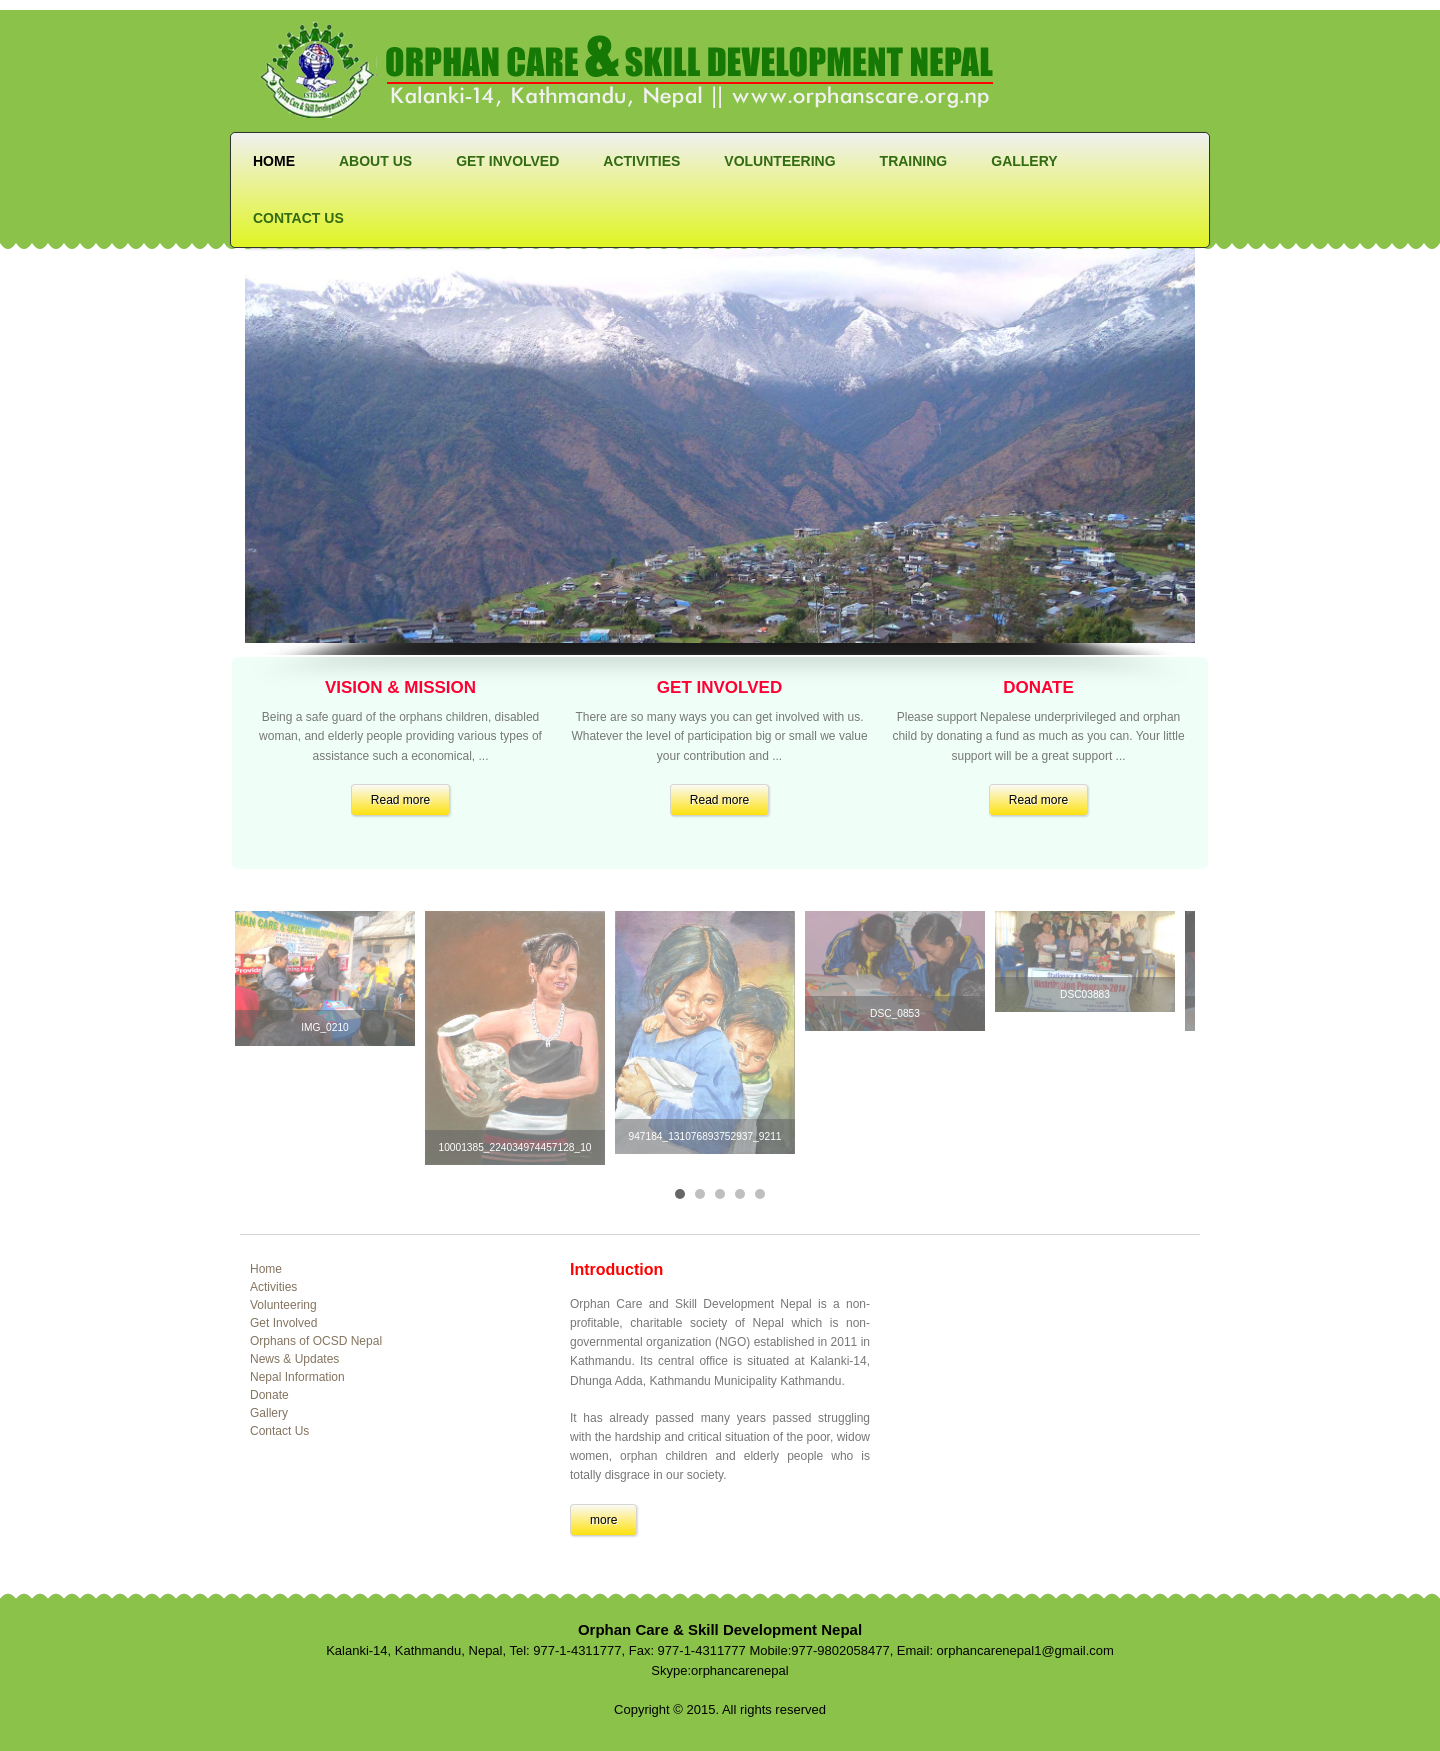 ORPHAN CARE & SKILL DEVELOPMENT NEPAL
Kalanki-14, Kathmandu, Nepal || www.orphanscare.org.np
HOME ABOUT US GET INVOLVED ACTIVITIES VOLUNTEERING TRAINING GALLERY
CONTACT US
VISION & MISSION
Being a safe guard of the orphans children, disabled
woman, and elderly people providing various types of
assistance such a economical, ...
Read more
GET INVOLVED
There are so many ways you can get involved with us.
Whatever the level of participation big or small we value
your contribution and ...
Read more
DONATE
Please support Nepalese underprivileged and orphan
child by donating a fund as much as you can. Your little
support will be a great support ...
Read more
HAN CARE & SKILL DEVELOPMENT
IMG_0210
10001385_224034974457128_10
947184_131076893752937_9211
DSC_0853
DSC03883
Home
Activities
Volunteering
Get Involved
Orphans of OCSD Nepal
News & Updates
Nepal Information
Donate
Gallery
Contact Us
Introduction
Orphan Care and Skill Development Nepal is a non-
profitable, charitable society of Nepal which is non-
governmental organization (NGO) established in 2011 in
Kathmandu. Its central office is situated at Kalanki-14,
Dhunga Adda, Kathmandu Municipality Kathmandu.
It has already passed many years passed struggling
with the hardship and critical situation of the poor, widow
women, orphan children and elderly people who is
totally disgrace in our society.
more
Orphan Care & Skill Development Nepal
Kalanki-14, Kathmandu, Nepal, Tel: 977-1-4311777, Fax: 977-1-4311777 Mobile:977-9802058477, Email: orphancarenepal1@gmail.com
Skype:orphancarenepal
Copyright © 2015. All rights reserved